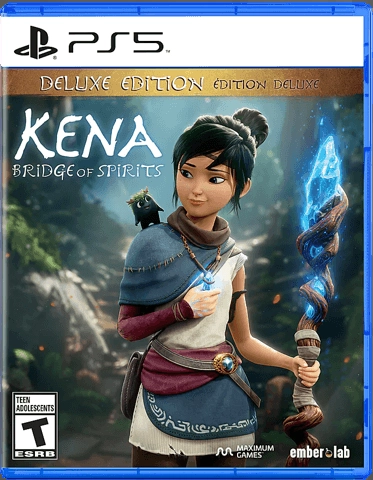 PS5
DELUXE EDITION ÉDITION DELUXE
KENA
BRIDGE OF SPIRITS
TEEN
ADOLESCENTS
T
ESRB
MAXIMUM
GAMES
ember lab